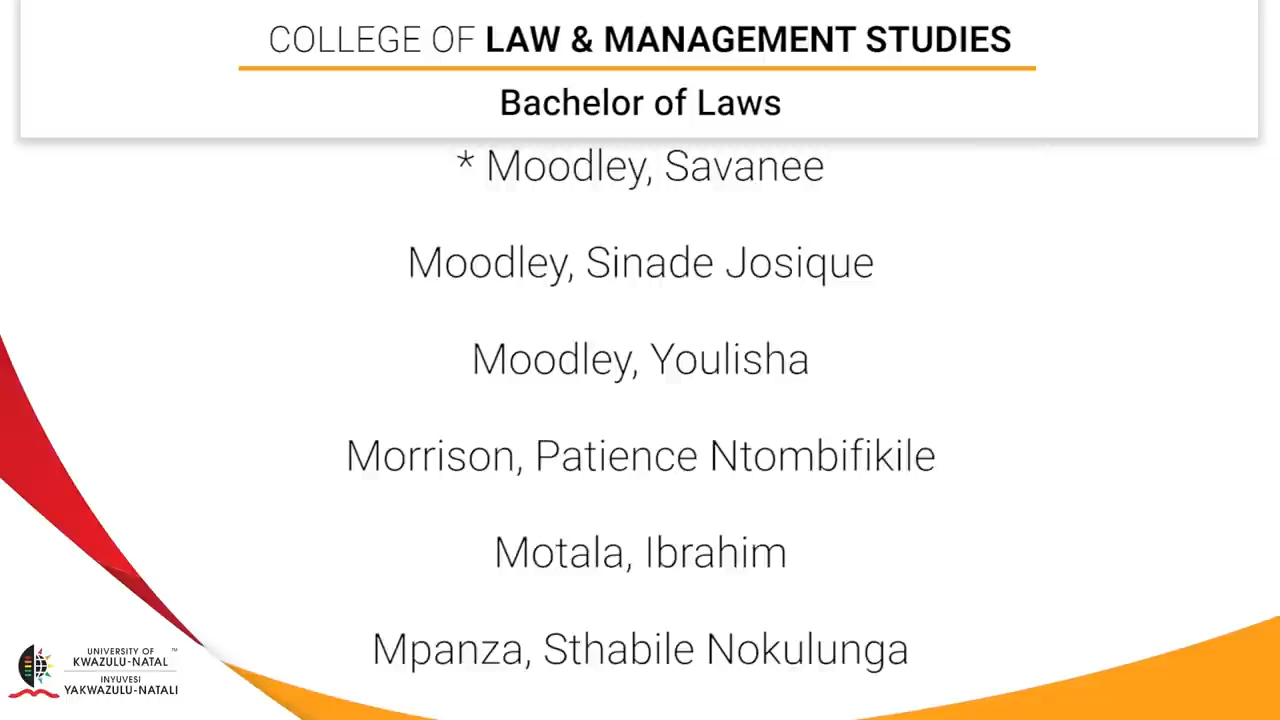 COLLEGE OF LAW & MANAGEMENT STUDIES
Bachelor of Laws
* Moodley, Savanee
Moodley, Sinade Josique
Moodley, Youlisha
Morrison, Patience Ntombifikile
Motala, Ibrahim
Mpanza, Sthabile Nokulunga
UNIVERSITY OF ™
KWAZULU-NATAL
INYUVESI
YAKWAZULU-NATALI